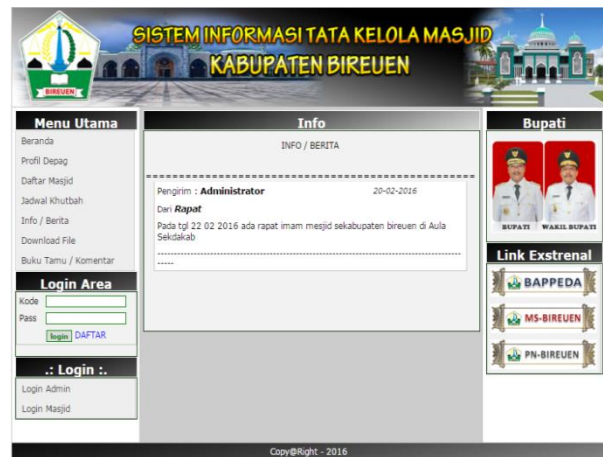 SISTEM INFORMASI TATA KELOLA MASJID
KABUPATEN BIREUEN
BIREUEN
Menu Utama
Beranda
Profil Depag
Daftar Masjid
Jadwal Khutbah
Info / Berita
Download File
Buku Tamu / Komentar
Login Area
Kode
Pass
login DAFTAR
.: Login :.
Login Admin
Login Masjid
Info
INFO / BERITA
Pengirim : Administrator 20-02-2016
Dari Rapat
Pada tgl 22 02 2016 ada rapat imam mesjid sekabupaten bireuen di Aula
Sekdakab
Bupati
BUPATI WAKIL BUPATI
Link Exstrenal
BAPPEDA
MS-BIREUEN
PN-BIREUEN
Copy@Right - 2016